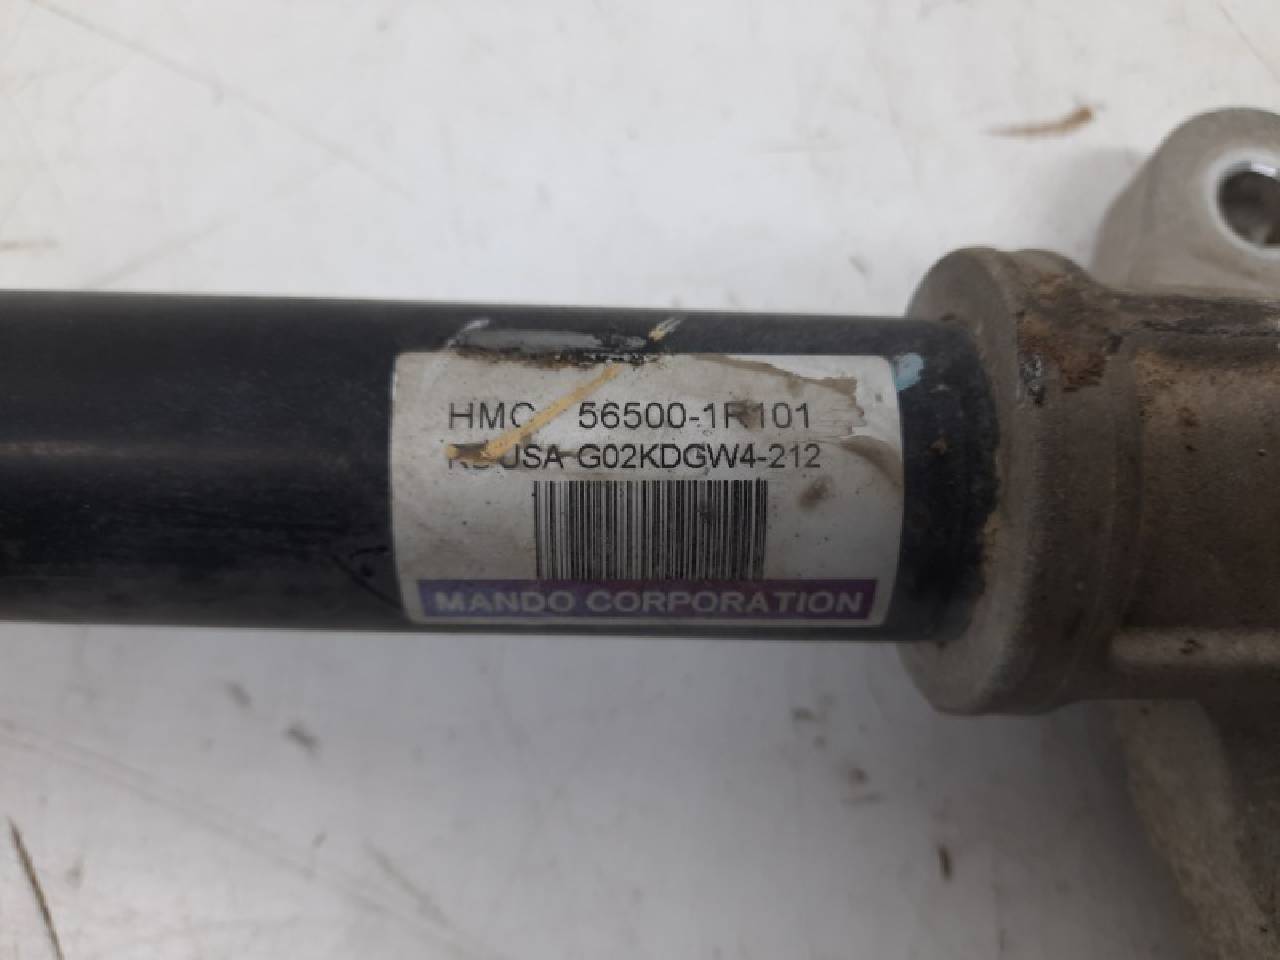 HMC 56500-1R101
USA G02KDGW4-212
MANDO CORPORATION